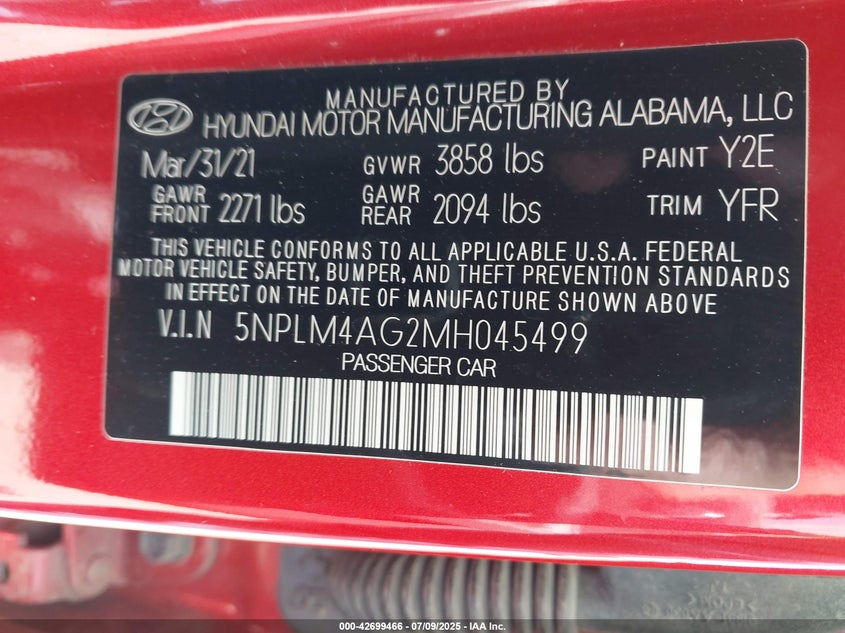 MANUFACTURED BY
HYUNDAI MOTOR MANUFACTURING ALABAMA, LLC
Mar/31/21 GVWR 3858 lbs PAINT Y2E
GAWR FRONT 2271 lbs GAWR REAR 2094 lbs TRIM YFR
THIS VEHICLE CONFORMS TO ALL APPLICABLE U.S.A. FEDERAL
MOTOR VEHICLE SAFETY, BUMPER, AND THEFT PREVENTION STANDARDS
IN EFFECT ON THE DATE OF MANUFACTURE SHOWN ABOVE
V.I.N 5NPLM4AG2MH045499
PASSENGER CAR
000-42699466 - 07/09/2025 - IAA Inc.